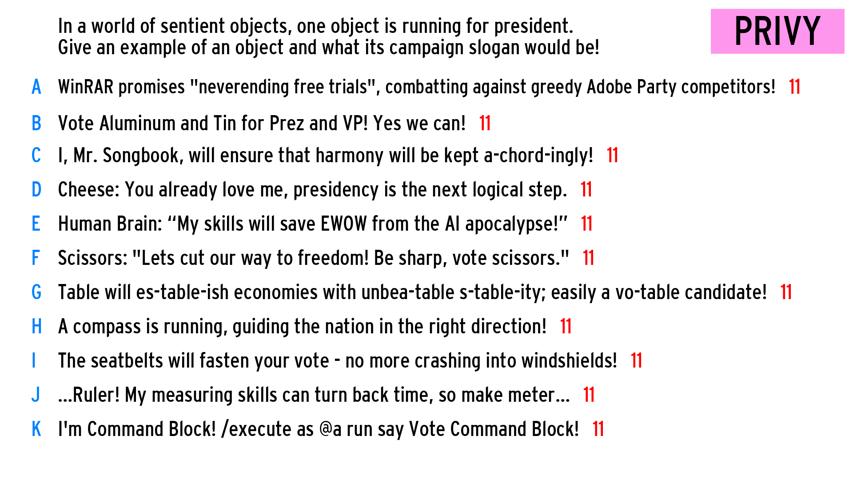 In a world of sentient objects, one object is running for president.
Give an example of an object and what its campaign slogan would be!
PRIVY
A WinRAR promises "neverending free trials", combatting against greedy Adobe Party competitors! 11
B Vote Aluminum and Tin for Prez and VP! Yes we can! 11
C I, Mr. Songbook, will ensure that harmony will be kept a-chord-ingly! 11
D Cheese: You already love me, presidency is the next logical step. 11
E Human Brain: “My skills will save EWOW from the AI apocalypse!” 11
F Scissors: "Lets cut our way to freedom! Be sharp, vote scissors." 11
G Table will es-table-ish economies with unbea-table s-table-ity; easily a vo-table candidate! 11
H A compass is running, guiding the nation in the right direction! 11
I The seatbelts will fasten your vote - no more crashing into windshields! 11
J ...Ruler! My measuring skills can turn back time, so make meter... 11
K I'm Command Block! /execute as @a run say Vote Command Block! 11